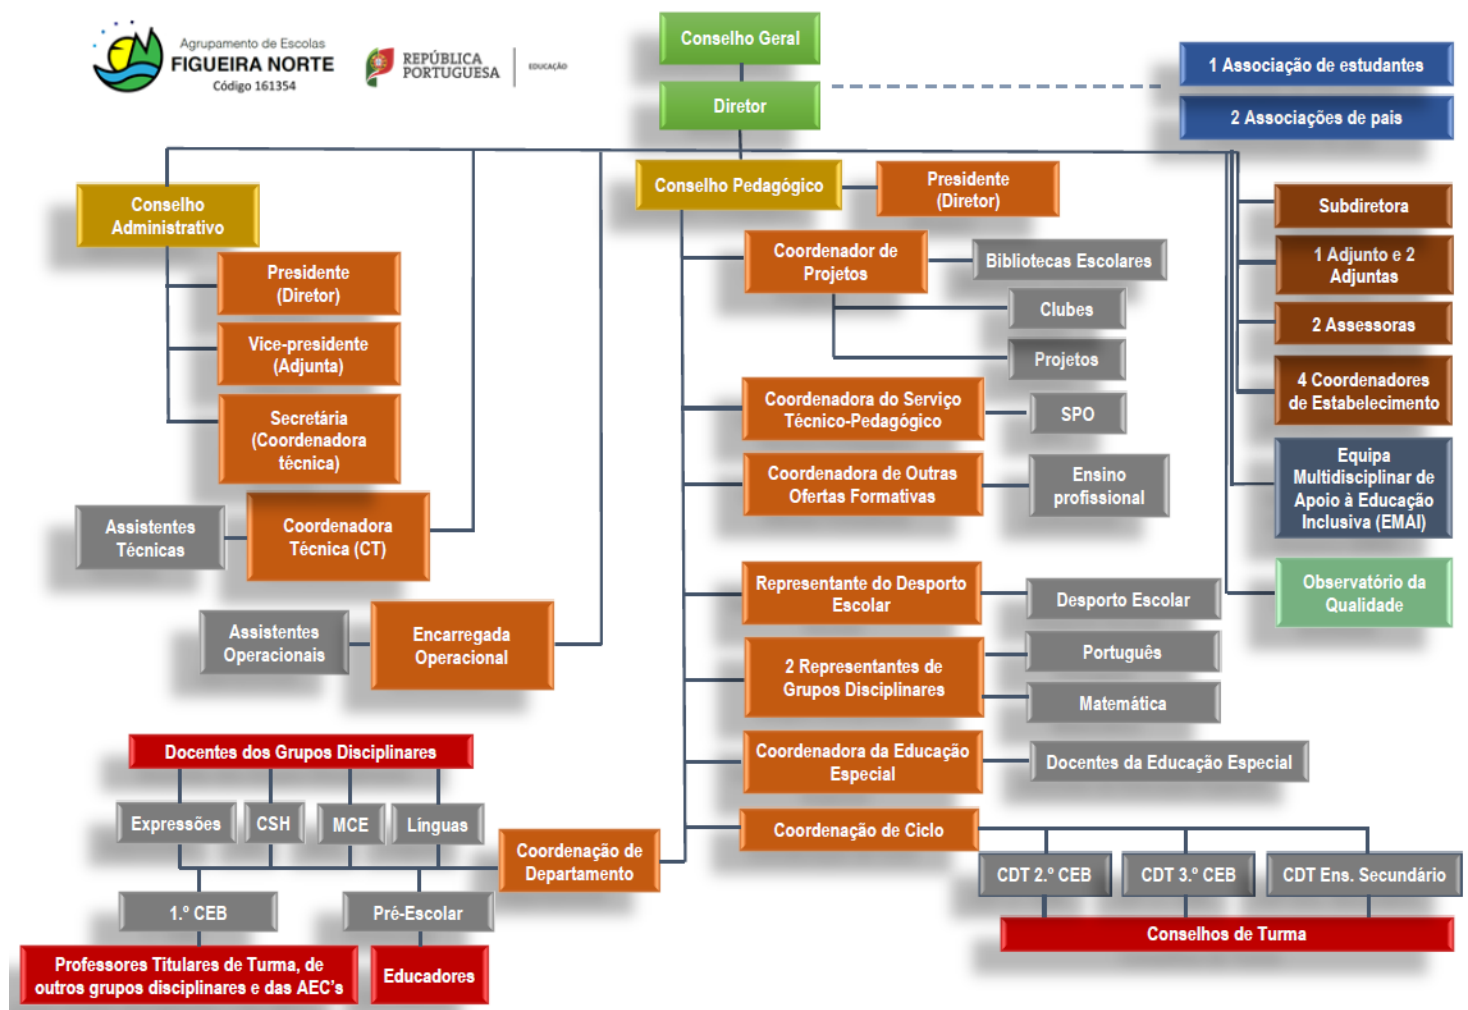 Agrupamento de Escolas
FIGUEIRA NORTE
Código 161354
REPÚBLICA
PORTUGUESA
EDUCAÇÃO
Conselho Geral
Diretor
1 Associação de estudantes
2 Associações de pais
Conselho
Administrativo
Presidente
(Diretor)
Vice-presidente
(Adjunta)
Secretária
(Coordenadora
técnica)
Assistentes
Técnicas
Coordenadora
Técnica (CT)
Assistentes
Operacionais
Encarregada
Operacional
Conselho Pedagógico
Presidente
(Diretor)
Coordenador de
Projetos
Bibliotecas Escolares
Clubes
Projetos
Coordenadora do Serviço
Técnico-Pedagógico
SPO
Coordenadora de Outras
Ofertas Formativas
Ensino
profissional
Representante do Desporto
Escolar
Desporto Escolar
2 Representantes de
Grupos Disciplinares
Português
Matemática
Coordenadora da Educação
Especial
Docentes da Educação Especial
Coordenação de Ciclo
CDT 2.º CEB
CDT 3.º CEB
CDT Ens. Secundário
Conselhos de Turma
Subdiretora
1 Adjunto e 2
Adjuntas
2 Assessoras
4 Coordenadores
de Estabelecimento
Equipa
Multidisciplinar de
Apoio à Educação
Inclusiva (EMAI)
Observatório da
Qualidade
Docentes dos Grupos Disciplinares
Expressões
CSH
MCE
Línguas
Coordenação de
Departamento
1.º CEB
Pré-Escolar
Professores Titulares de Turma, de
outros grupos disciplinares e das AEC's
Educadores